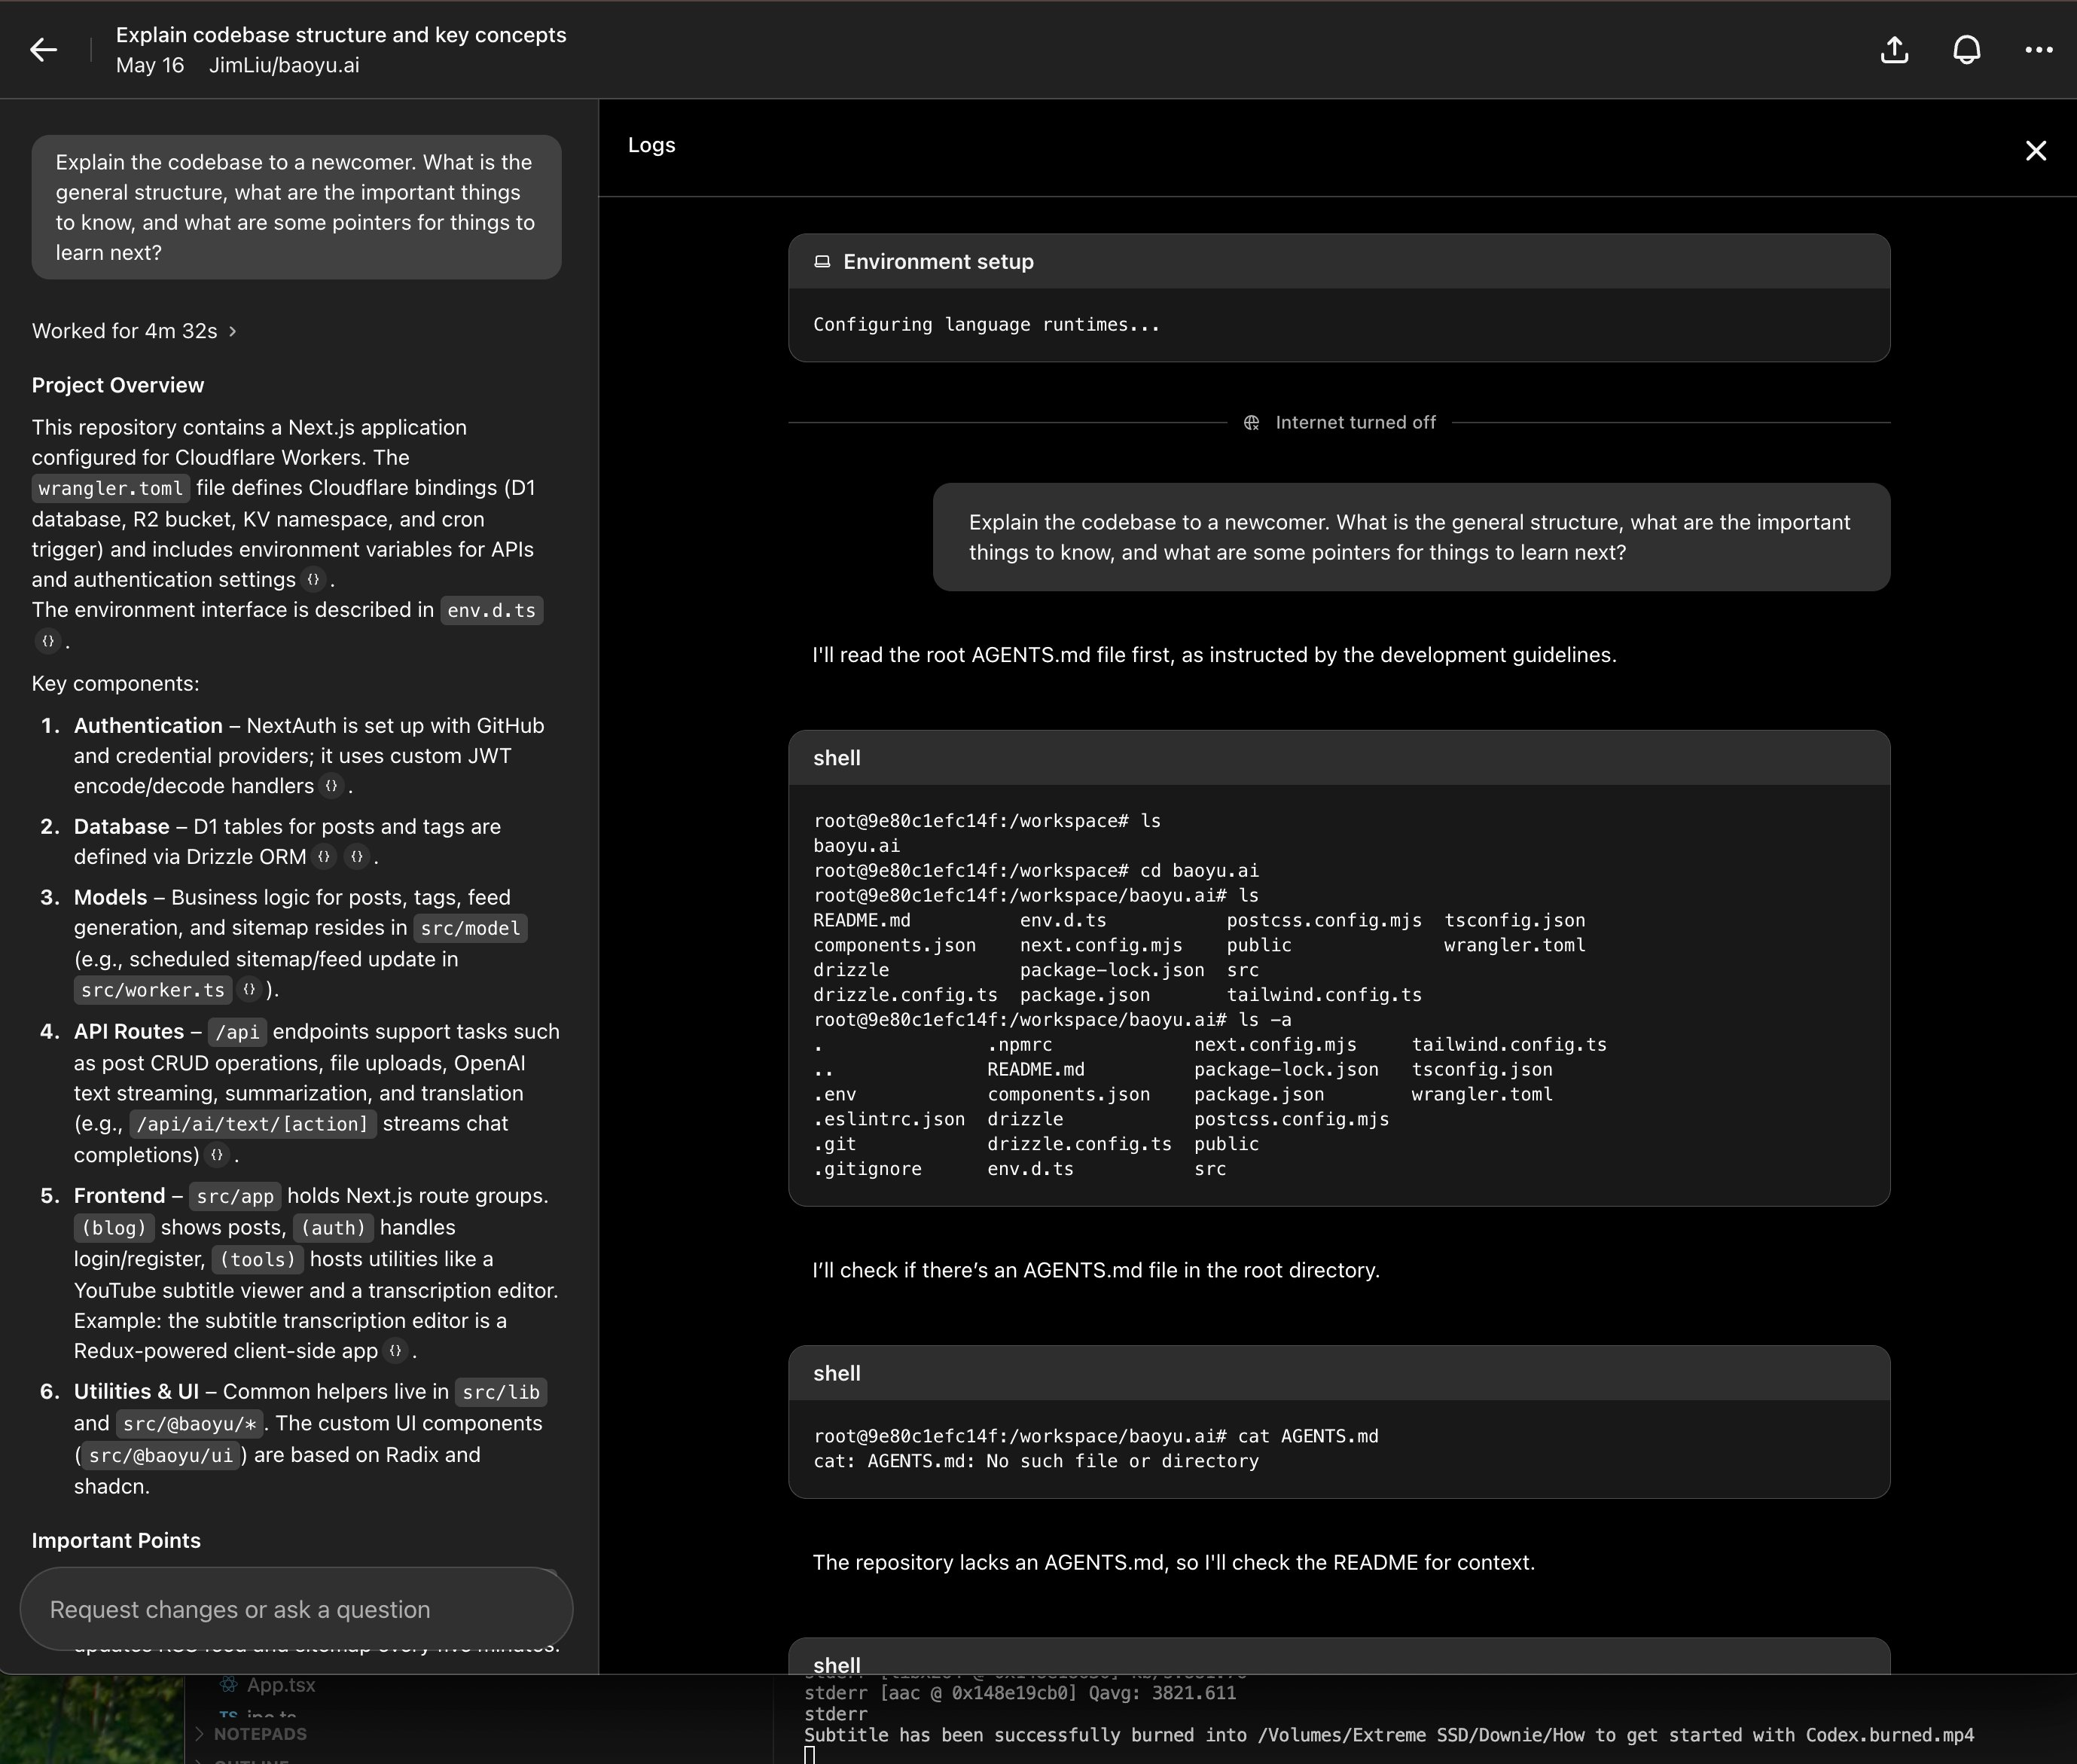 Explain codebase structure and key concepts
May 16 JimLiu/baoyu.ai
Explain the codebase to a newcomer. What is the
general structure, what are the important things
to know, and what are some pointers for things to
learn next?
Worked for 4m 32s >
Project Overview
This repository contains a Next.js application
configured for Cloudflare Workers. The
wrangler.toml file defines Cloudflare bindings (D1
database, R2 bucket, KV namespace, and cron
trigger) and includes environment variables for APIs
and authentication settings {} .
The environment interface is described in env.d.ts
{} .
Key components:
1. Authentication – NextAuth is set up with GitHub
and credential providers; it uses custom JWT
encode/decode handlers {} .
2. Database – D1 tables for posts and tags are
defined via Drizzle ORM {} {} .
3. Models – Business logic for posts, tags, feed
generation, and sitemap resides in src/model
(e.g., scheduled sitemap/feed update in
src/worker.ts {} ).
4. API Routes – /api endpoints support tasks such
as post CRUD operations, file uploads, OpenAI
text streaming, summarization, and translation
(e.g., /api/ai/text/[action] streams chat
completions) {} .
5. Frontend – src/app holds Next.js route groups.
(blog) shows posts, (auth) handles
login/register, (tools) hosts utilities like a
YouTube subtitle viewer and a transcription editor.
Example: the subtitle transcription editor is a
Redux-powered client-side app {} .
6. Utilities & UI – Common helpers live in src/lib
and src/@baoyu/* . The custom UI components
( src/@baoyu/ui ) are based on Radix and
shadcn.
Important Points
Request changes or ask a question
updates RSS feed and sitemap every five minutes.
Logs
Environment setup
Configuring language runtimes...
Internet turned off
Explain the codebase to a newcomer. What is the general structure, what are the important
things to know, and what are some pointers for things to learn next?
I'll read the root AGENTS.md file first, as instructed by the development guidelines.
shell
root@9e80c1efc14f:/workspace# ls
baoyu.ai
root@9e80c1efc14f:/workspace# cd baoyu.ai
root@9e80c1efc14f:/workspace/baoyu.ai# ls
README.md env.d.ts postcss.config.mjs tsconfig.json
components.json next.config.mjs public wrangler.toml
drizzle package-lock.json src
drizzle.config.ts package.json tailwind.config.ts
root@9e80c1efc14f:/workspace/baoyu.ai# ls -a
. .npmrc next.config.mjs tailwind.config.ts
.. README.md package-lock.json tsconfig.json
.env components.json package.json wrangler.toml
.eslintrc.json drizzle postcss.config.mjs
.git drizzle.config.ts public
.gitignore env.d.ts src
I’ll check if there’s an AGENTS.md file in the root directory.
shell
root@9e80c1efc14f:/workspace/baoyu.ai# cat AGENTS.md
cat: AGENTS.md: No such file or directory
The repository lacks an AGENTS.md, so I'll check the README for context.
shell
App.tsx
NOTEPADS
stderr [aac @ 0x148e19cb0] Qavg: 3821.611
stderr
Subtitle has been successfully burned into /Volumes/Extreme SSD/Downie/How to get started with Codex.burned.mp4